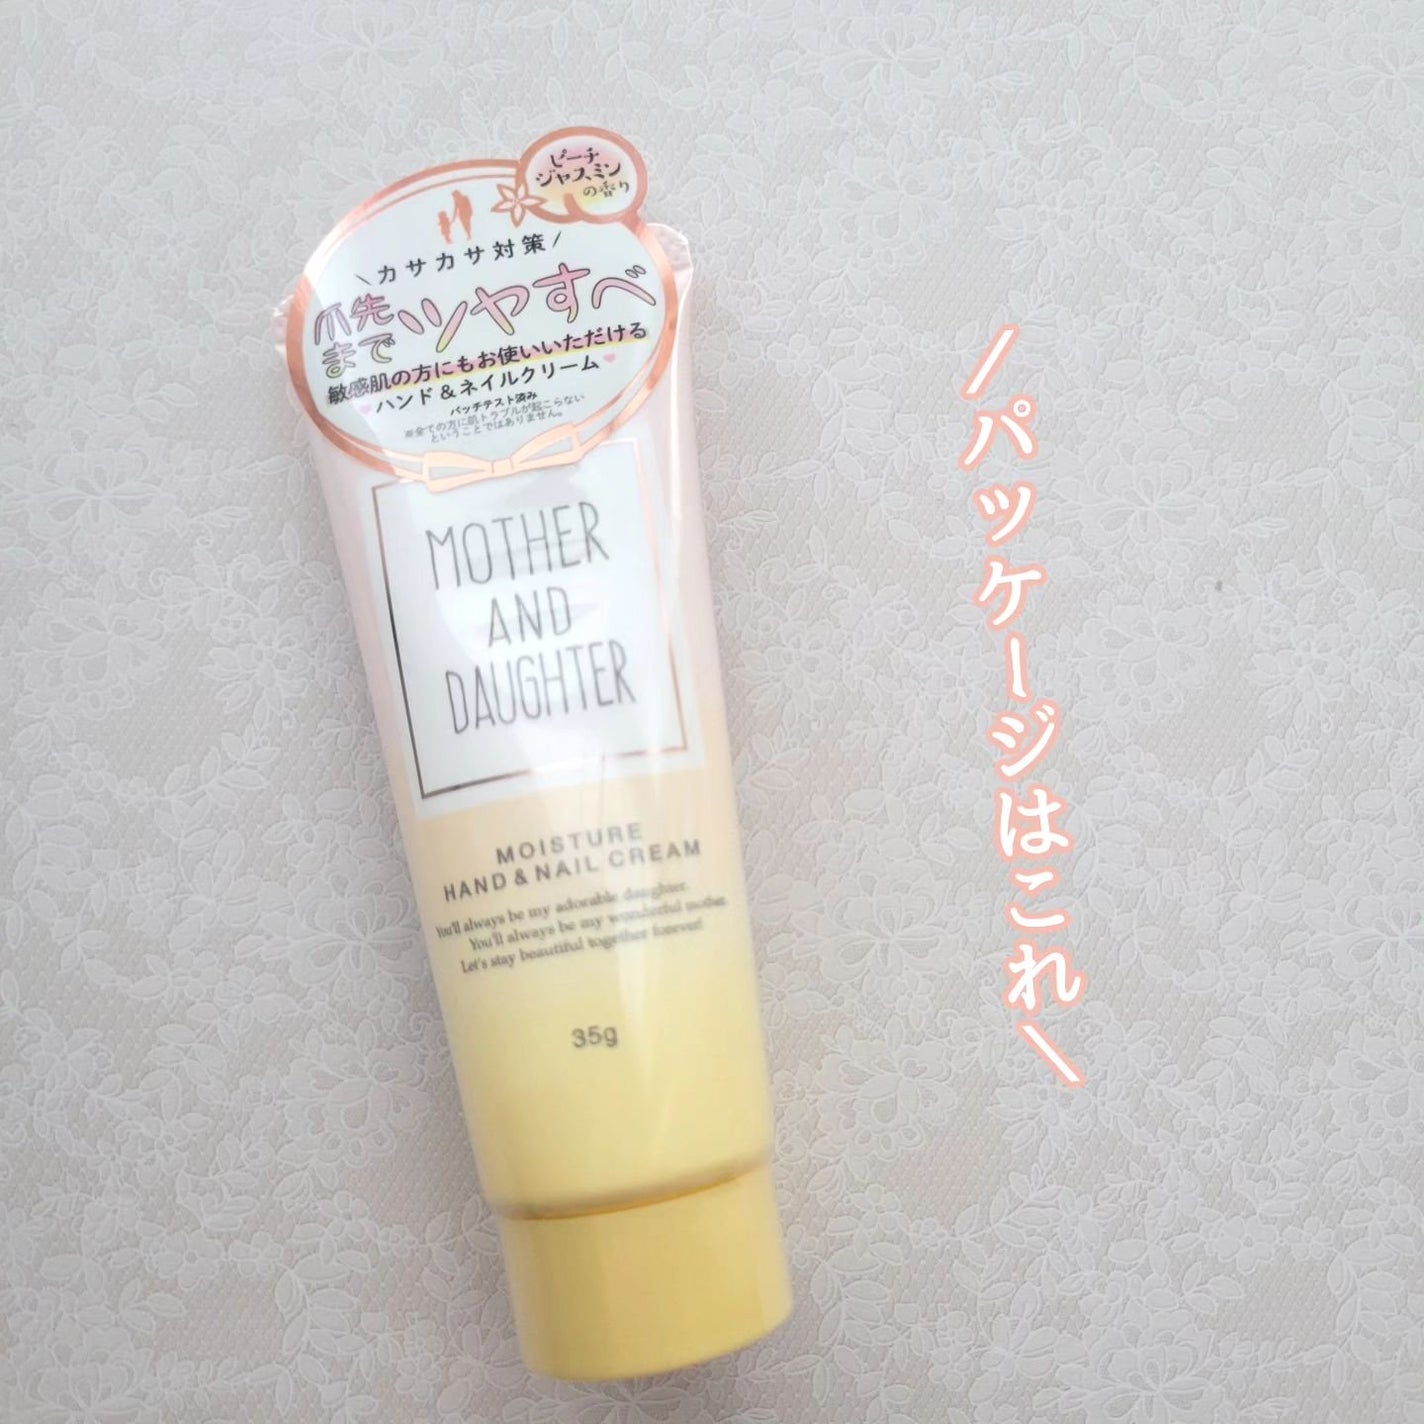 ピーチ
ジャスミン
の香り
\カサカサ対策/
爪先
まで
ツヤすべ
敏感肌の方にもお使いいただける
ハンド&ネイルクリーム
パッチテスト済み
※全ての方に肌トラブルが起こらない
ということではありません。
MOTHER
AND
DAUGHTER
MOISTURE
HAND & NAIL CREAM
You'll always be my adorable daughter.
You'll always be my wonderful mother.
Let's stay beautiful together forever!
35g
\パッケージはこれ/